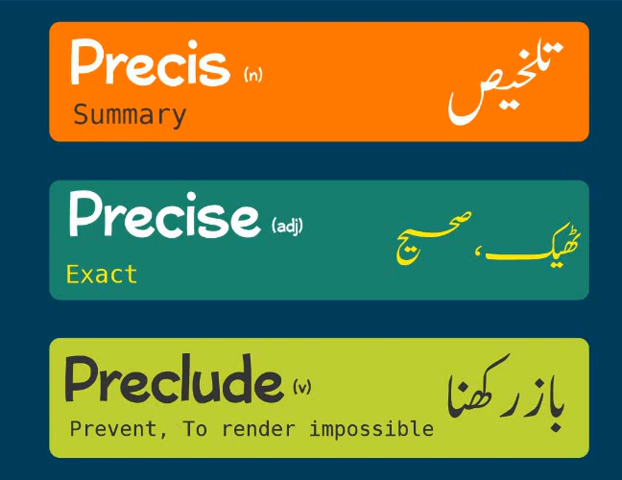 Precis (n)
تلخیص
Summary
Precise (adj)
ٹھیک، صحیح
Exact
Preclude (v)
باز رکھنا
Prevent, To render impossible